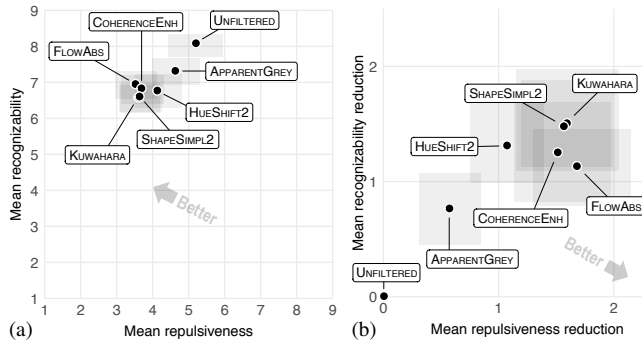 9
8
7
6
5
4
3
2
1
Mean recognizability
UNFILTERED
COHERENCEENH
FLOWABS
APPARENTGREY
HUESHIFT2
SHAPESIMPL2
KUWAHARA
Better
1 2 3 4 5 6 7 8 9
(a) Mean repulsiveness
2
1
0
Mean recognizability reduction
KUWAHARA
SHAPESIMPL2
HUESHIFT2
FLOWABS
COHERENCEENH
APPARENTGREY
Better
UNFILTERED
0 1 2
(b) Mean repulsiveness reduction